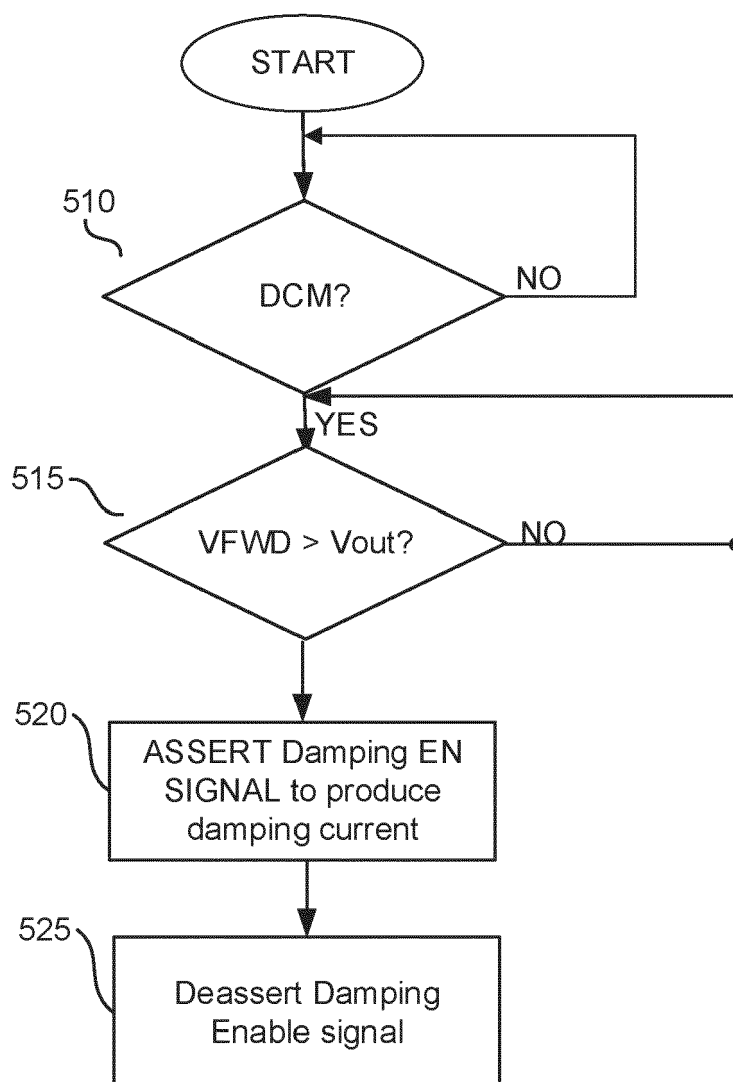 START
510
DCM?
NO
YES
515
VFWD > Vout?
NO
520
ASSERT Damping EN
SIGNAL to produce
damping current
525
Deassert Damping
Enable signal